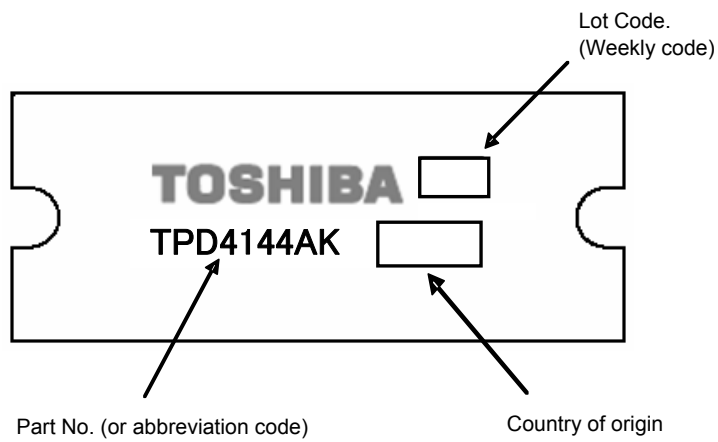 Lot Code.
(Weekly code)
TOSHIBA
TPD4144AK
Part No. (or abbreviation code)
Country of origin